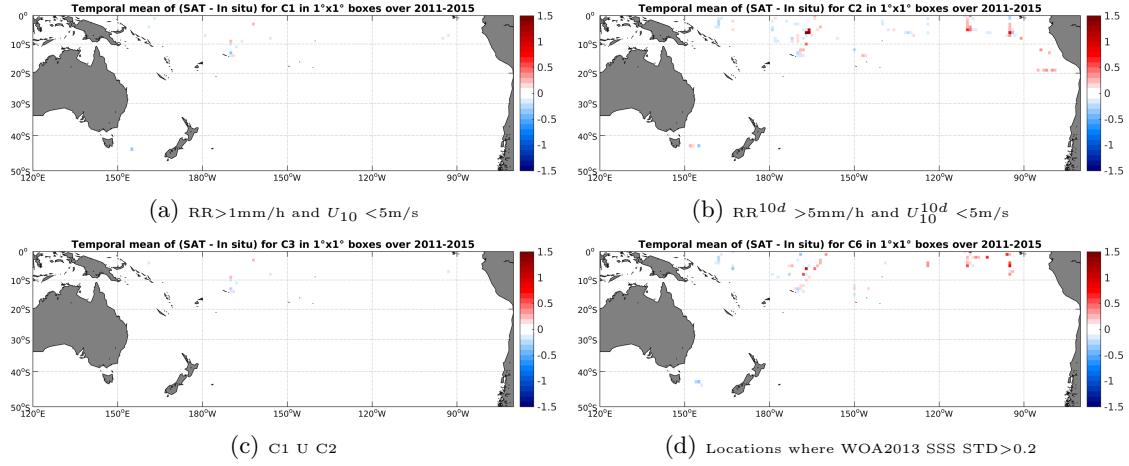 Temporal mean of (SAT - In situ) for C1 in 1°x1° boxes over 2011-2015
0°
10°S
20°S
30°S
40°S
50°S
120°E 150°E 180°W 150°W 120°W 90°W
1.5
1
0.5
0
-0.5
-1
-1.5
(a) RR>1mm/h and U10 <5m/s
Temporal mean of (SAT - In situ) for C2 in 1°x1° boxes over 2011-2015
0°
10°S
20°S
30°S
40°S
50°S
120°E 150°E 180°W 150°W 120°W 90°W
1.5
1
0.5
0
-0.5
-1
-1.5
(b) RR10d >5mm/h and U10d10 <5m/s
Temporal mean of (SAT - In situ) for C3 in 1°x1° boxes over 2011-2015
0°
10°S
20°S
30°S
40°S
50°S
120°E 150°E 180°W 150°W 120°W 90°W
1.5
1
0.5
0
-0.5
-1
-1.5
(c) C1 U C2
Temporal mean of (SAT - In situ) for C6 in 1°x1° boxes over 2011-2015
0°
10°S
20°S
30°S
40°S
50°S
120°E 150°E 180°W 150°W 120°W 90°W
1.5
1
0.5
0
-0.5
-1
-1.5
(d) Locations where WOA2013 SSS STD>0.2